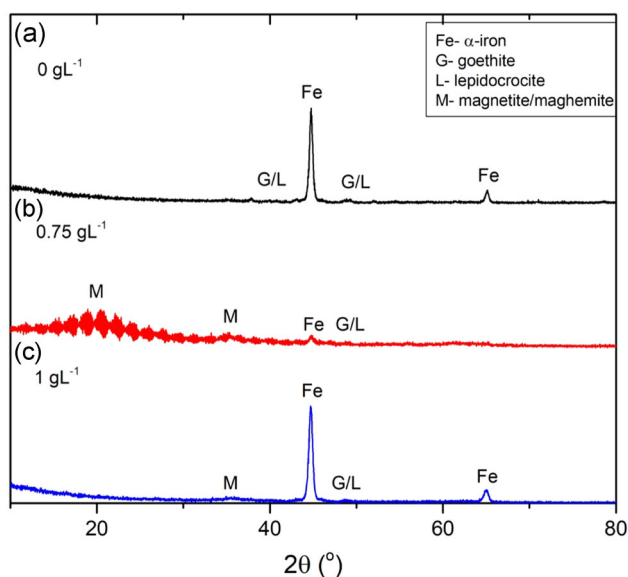 (a)
0 gL⁻¹
Fe- α-iron
G- goethite
L- lepidocrocite
M- magnetite/maghemite
Fe
G/L
G/L
Fe
(b)
0.75 gL⁻¹
M
M
Fe
G/L
(c)
1 gL⁻¹
Fe
M
G/L
Fe
20
40
60
80
2θ (°)